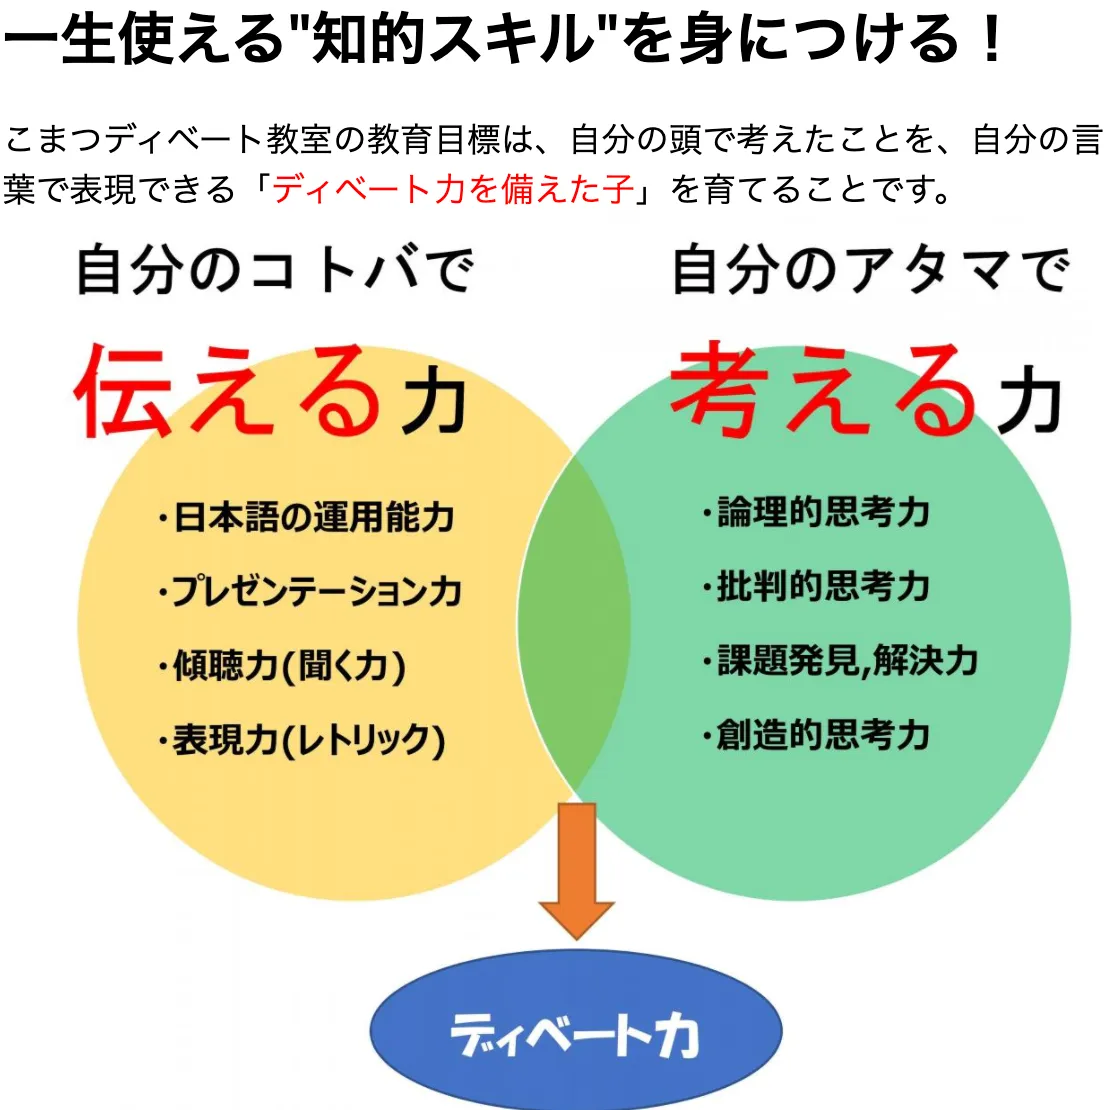 一生使える"知的スキル"を身につける！
こまつディベート教室の教育目標は、自分の頭で考えたことを、自分の言
葉で表現できる「ディベート力を備えた子」を育てることです。
自分のコトバで
伝える力
・日本語の運用能力
・プレゼンテーション力
・傾聴力(聞く力)
・表現力(レトリック)
自分のアタマで
考える力
・論理的思考力
・批判的思考力
・課題発見,解決力
・創造的思考力
ディベート力